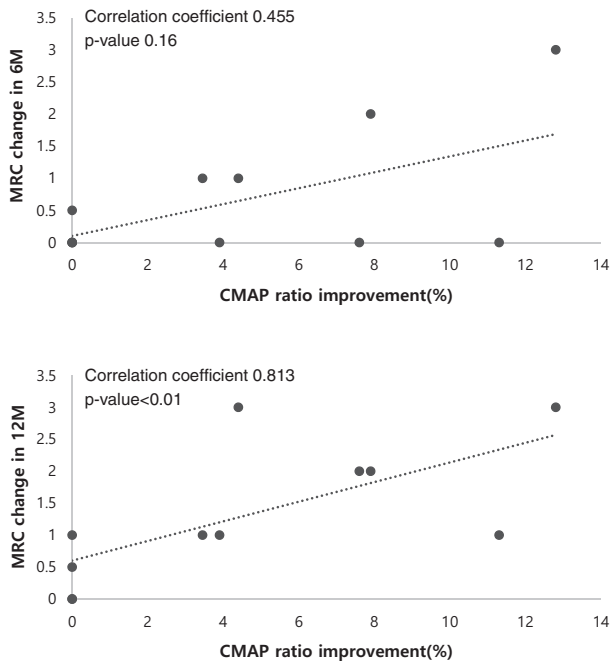 Correlation coefficient 0.455
p-value 0.16
MRC change in 6M
3.5
3
2.5
2
1.5
1
0.5
0
0 2 4 6 8 10 12 14
CMAP ratio improvement(%)
Correlation coefficient 0.813
p-value<0.01
MRC change in 12M
3.5
3
2.5
2
1.5
1
0.5
0
0 2 4 6 8 10 12 14
CMAP ratio improvement(%)